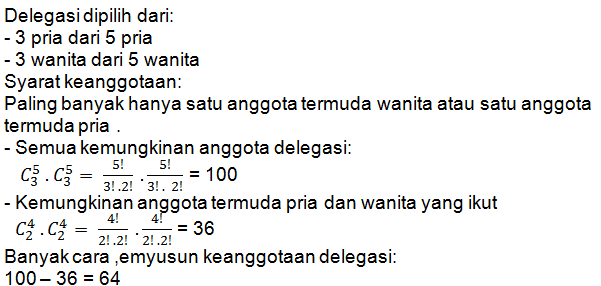 Delegasi dipilih dari:
- 3 pria dari 5 pria
- 3 wanita dari 5 wanita
Syarat keanggotaan:
Paling banyak hanya satu anggota termuda wanita atau satu anggota
termuda pria .
- Semua kemungkinan anggota delegasi:
C₃⁵ . C₃⁵ = 5!/3!.2! . 5!/3!. 2! = 100
- Kemungkinan anggota termuda pria dan wanita yang ikut
C₂⁴ . C₂⁴ = 4!/2!.2! . 4!/2!.2! = 36
Banyak cara ,emyusun keanggotaan delegasi:
100 – 36 = 64